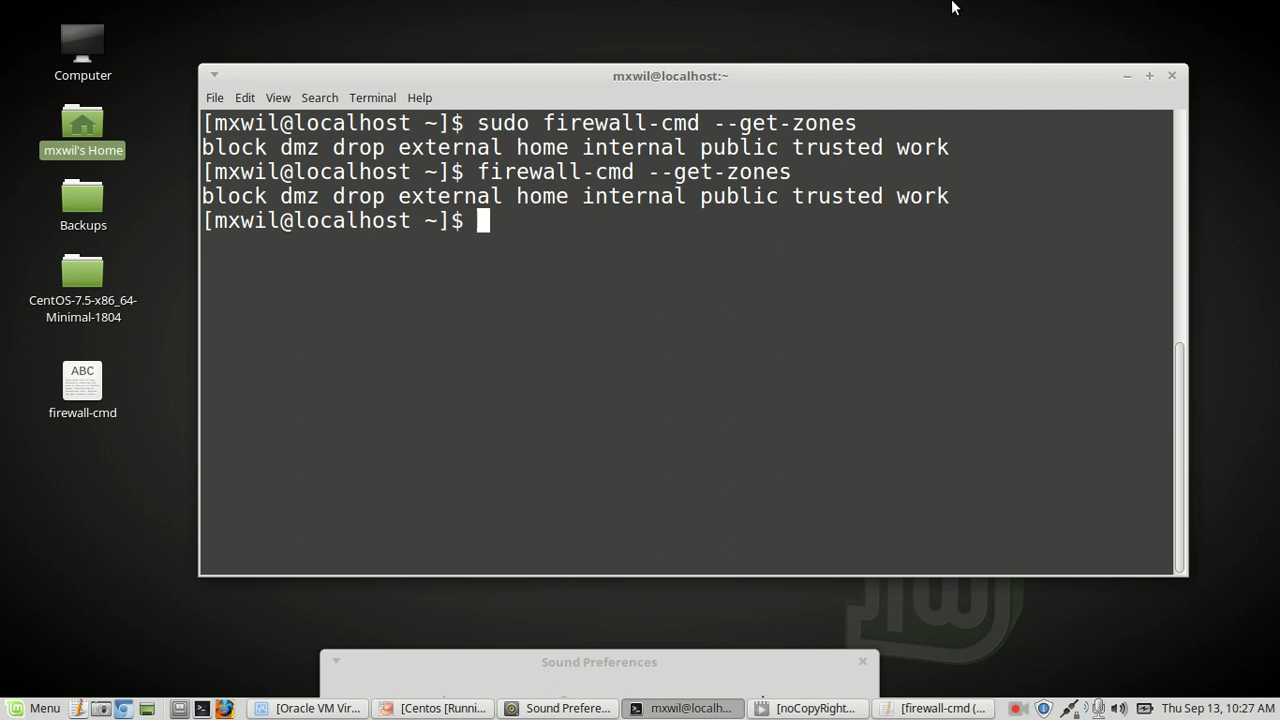 Computer
mxwil's Home
Backups
CentOS-7.5-x86_64-
Minimal-1804
ABC
firewall-cmd
mxwil@localhost:~
File Edit View Search Terminal Help
[mxwil@localhost ~]$ sudo firewall-cmd --get-zones
block dmz drop external home internal public trusted work
[mxwil@localhost ~]$ firewall-cmd --get-zones
block dmz drop external home internal public trusted work
[mxwil@localhost ~]$
Sound Preferences
Menu [Oracle VM Vir... [Centos [Runni... Sound Prefere... mxwil@localh... [noCopyRight... [firewall-cmd (... Thu Sep 13, 10:27 AM